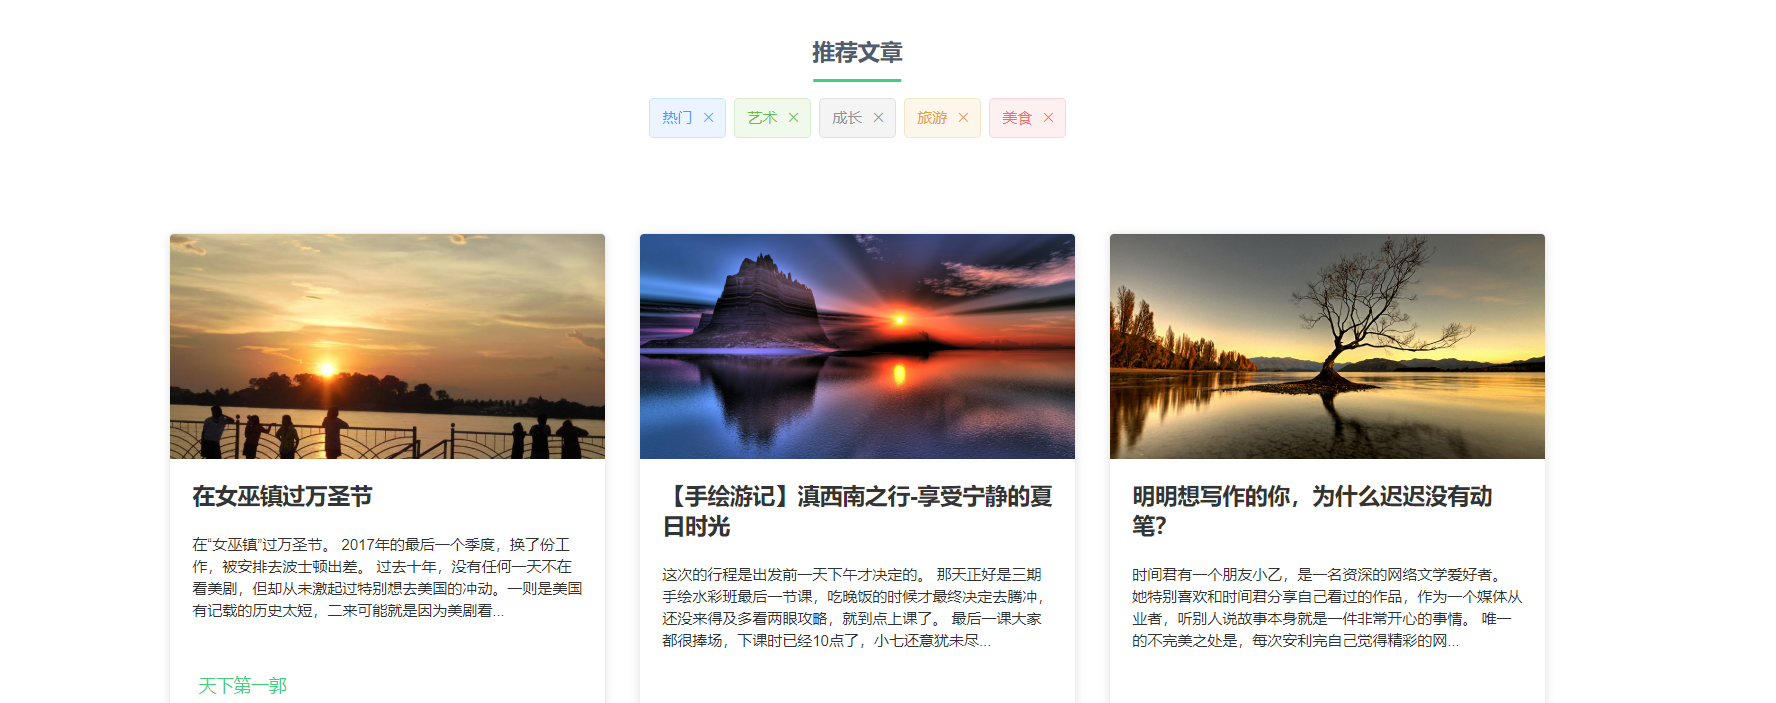 推荐文章
热门 × 艺术 × 成长 × 旅游 × 美食 ×
在女巫镇过万圣节
在“女巫镇”过万圣节。 2017年的最后一个季度，换了份工
作，被安排去波士顿出差。 过去十年，没有任何一天不在
看美剧，但却从未激起过特别想去美国的冲动。一则是美国
有记载的历史太短，二来可能就是因为美剧看...
天下第一郭
【手绘游记】滇西南之行-享受宁静的夏
日时光
这次的行程是出发前一天下午才决定的。 那天正好是三期
手绘水彩班最后一节课，吃晚饭的时候才最终决定去腾冲，
还没来得及多看两眼攻略，就到点上课了。 最后一课大家
都很捧场，下课时已经10点了，小七还意犹未尽...
明明想写作的你，为什么迟迟没有动
笔？
时间君有一个朋友小乙，是一名资深的网络文学爱好者。
她特别喜欢和时间君分享自己看过的作品，作为一个媒体从
业者，听别人说故事本身就是一件非常开心的事情。 唯一
的不完美之处是，每次安利完自己觉得精彩的网...